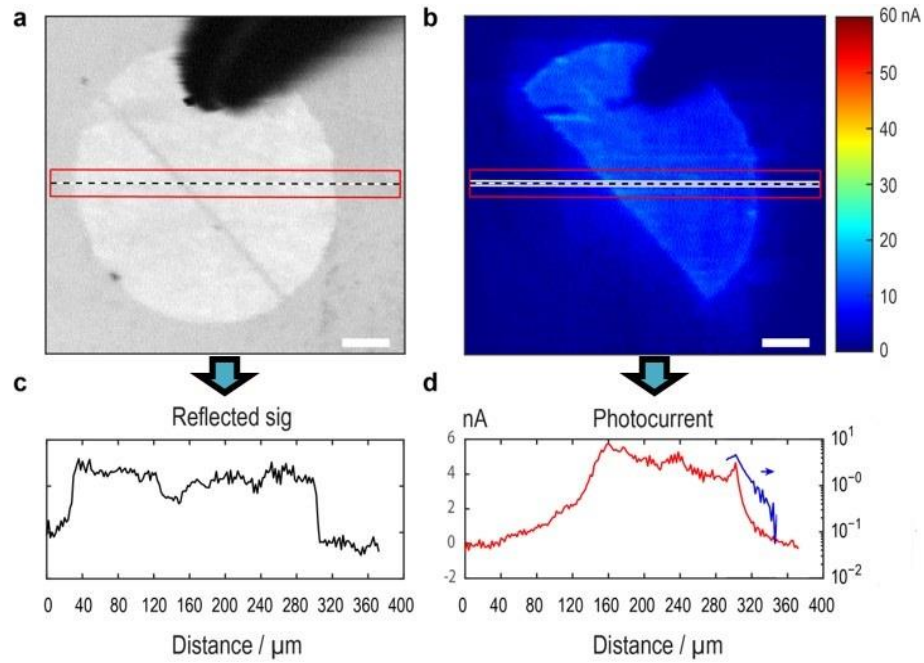 a
b
60 nA
50
40
30
20
10
0
c
d
Reflected sig
nA
Photocurrent
6
4
2
0
-2
10¹
10⁻⁰
10⁻¹
10⁻²
0 40 80 120 160 200 240 280 320 360 400
0 40 80 120 160 200 240 280 320 360 400
Distance / µm
Distance / µm